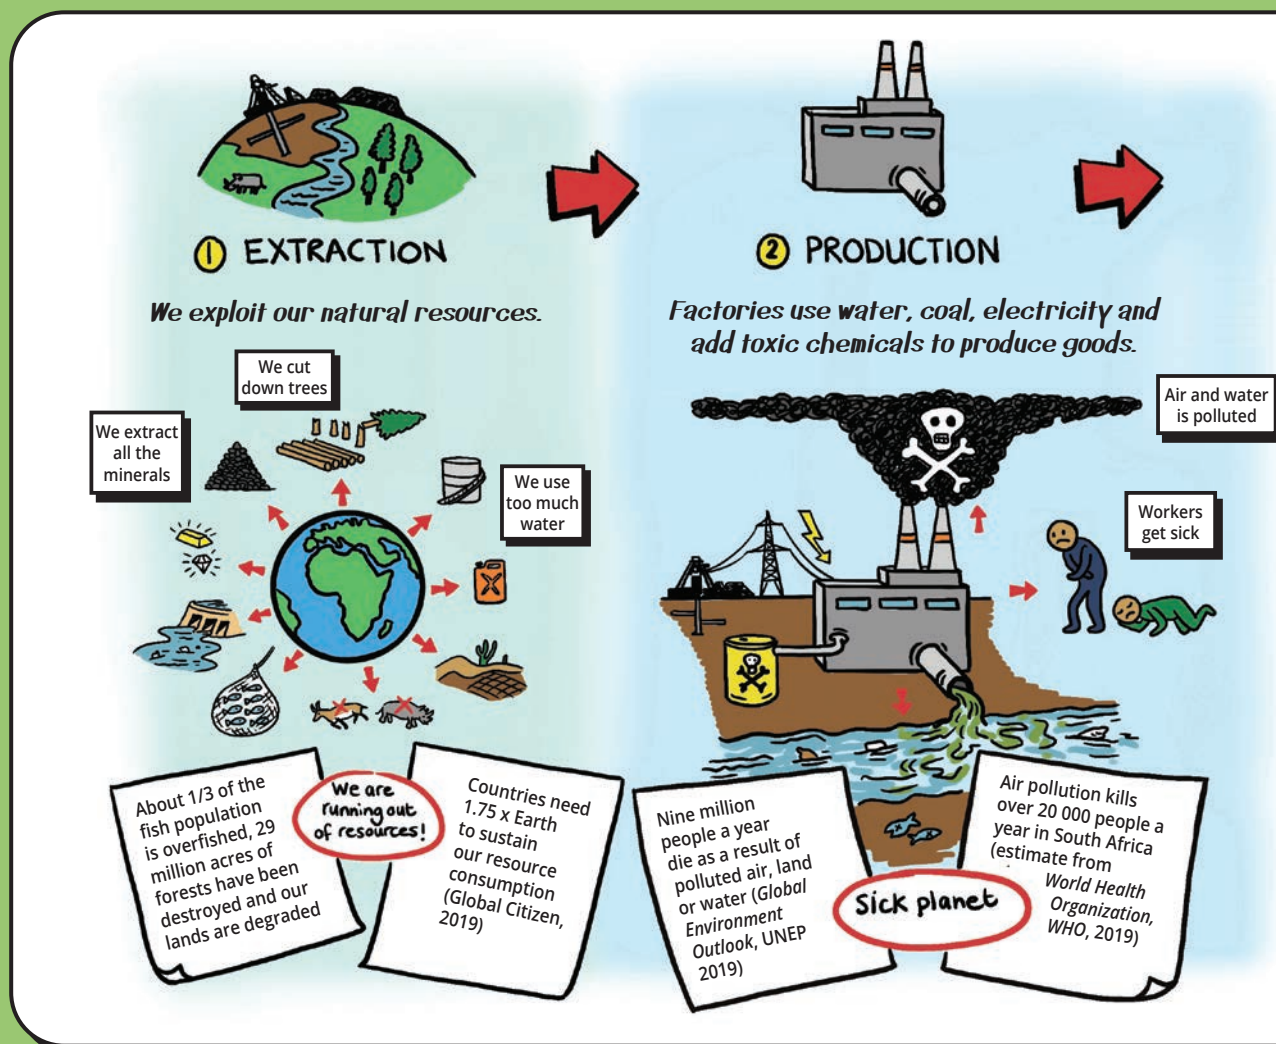 1 EXTRACTION
We exploit our natural resources.
We cut
down trees
We extract
all the
minerals
We use
too much
water
About 1/3 of the
fish population
is overfished, 29
million acres of
forests have been
destroyed and our
lands are degraded
We are
running out
of resources!
Countries need
1.75 x Earth
to sustain
our resource
consumption
(Global Citizen,
2019)
2 PRODUCTION
Factories use water, coal, electricity and
add toxic chemicals to produce goods.
Air and water
is polluted
Workers
get sick
Nine million
people a year
die as a result of
polluted air, land
or water (Global
Environment
Outlook, UNEP
2019)
Sick planet
Air pollution kills
over 20 000 people a
year in South Africa
(estimate from
World Health
Organization,
WHO, 2019)